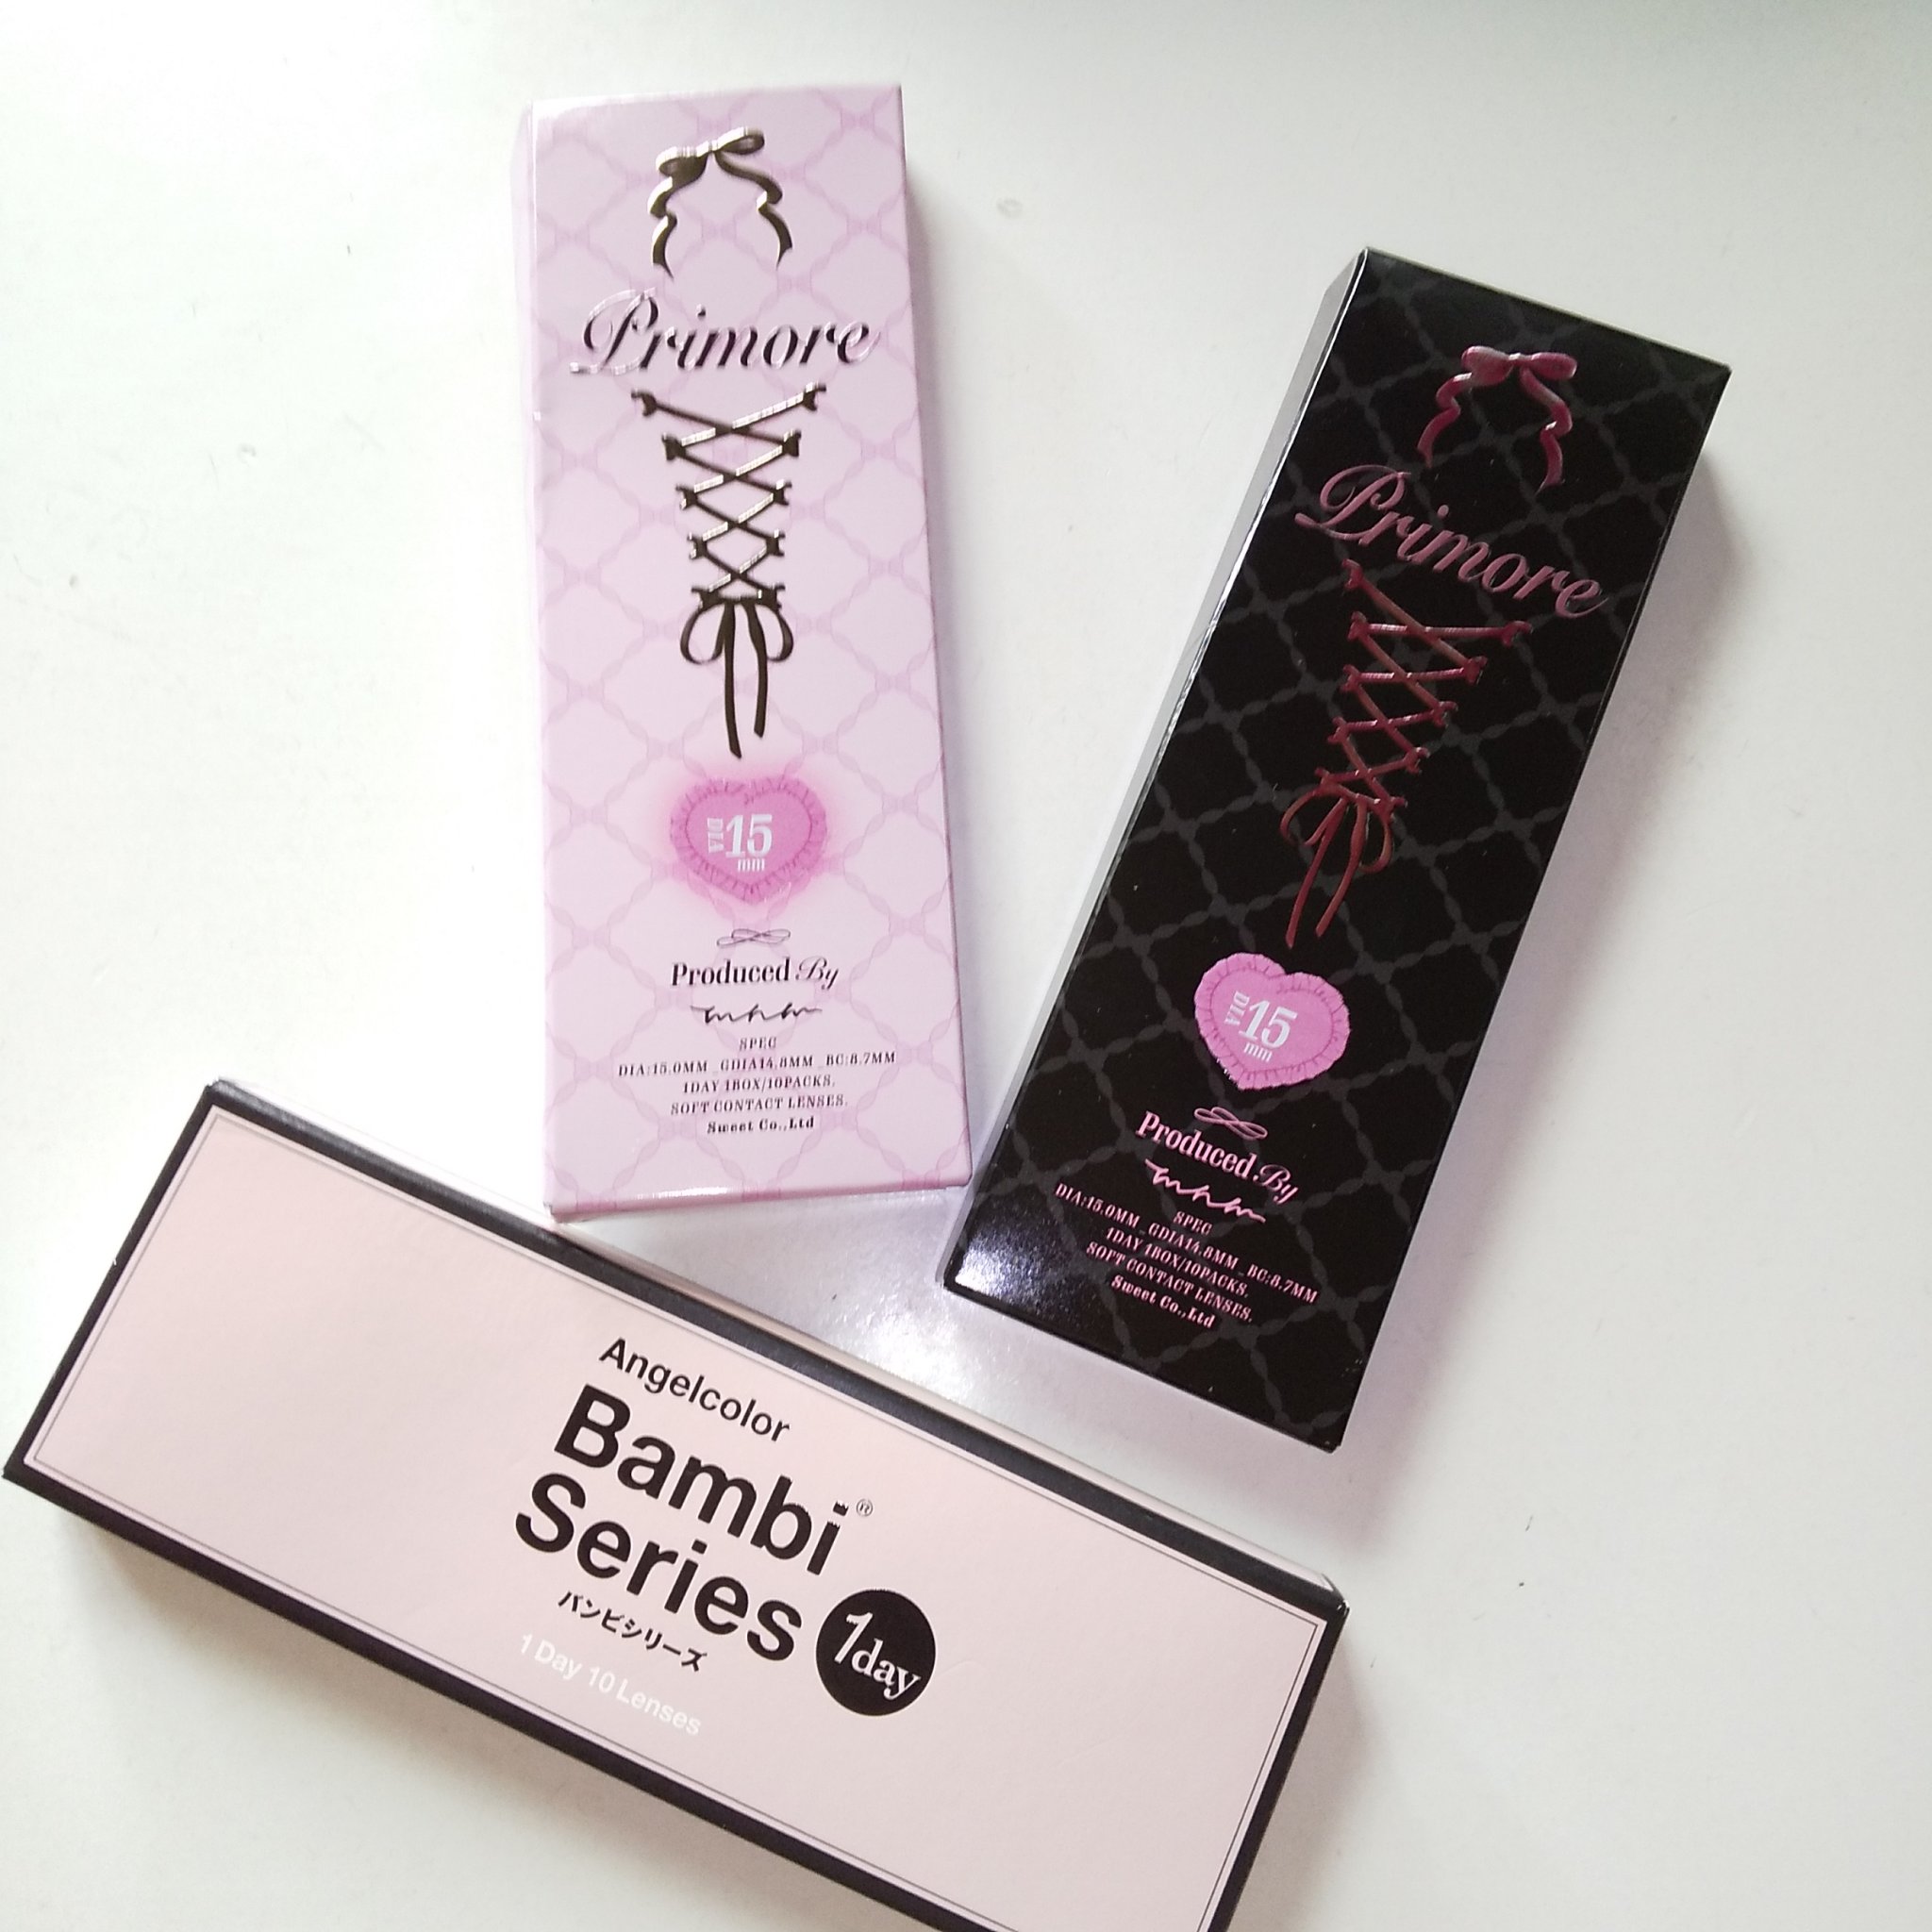 Primore
DIA 15
mm
Produced By
SPEC
DIA:15.0MM_GDIA14.8MM_BC:8.7MM
1DAY 1BOX/10PACKS.
SOFT CONTACT LENSES.
Sweet Co.,Ltd
Primore
DIA 15
mm
Produced By
SPEC
DIA:15.0MM_GDIA14.8MM_BC:8.7MM
1DAY 1BOX/10PACKS.
SOFT CONTACT LENSES.
Sweet Co.,Ltd
Angelcolor
Bambi®
Series
1day
バンビシリーズ
1 Day 10 Lenses